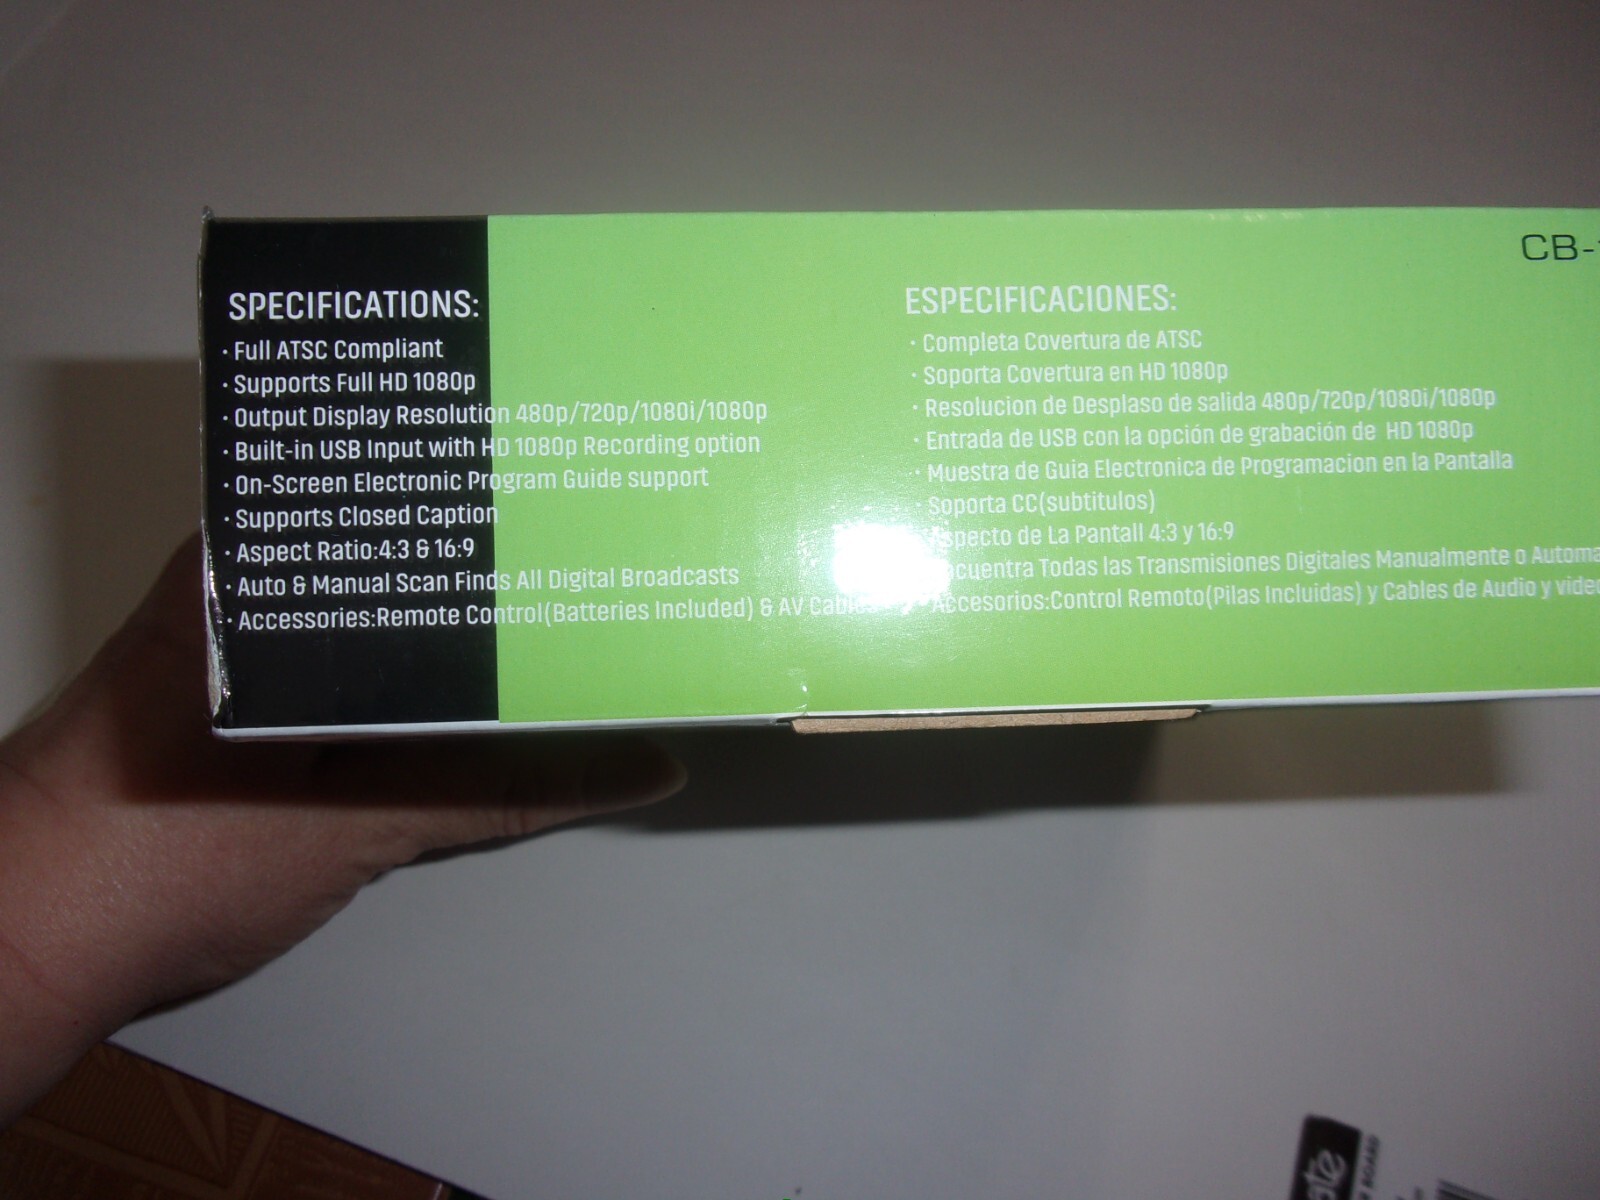 CB-
SPECIFICATIONS:
· Full ATSC Compliant
· Supports Full HD 1080p
· Output Display Resolution 480p/720p/1080i/1080p
· Built-in USB Input with HD 1080p Recording option
· On-Screen Electronic Program Guide support
· Supports Closed Caption
· Aspect Ratio:4:3 & 16:9
· Auto & Manual Scan Finds All Digital Broadcasts
· Accessories:Remote Control(Batteries Included) & AV Cables
ESPECIFICACIONES:
· Completa Covertura de ATSC
· Soporta Covertura en HD 1080p
· Resolucion de Desplaso de salida 480p/720p/1080i/1080p
· Entrada de USB con la opción de grabación de HD 1080p
· Muestra de Guia Electronica de Programacion en la Pantalla
· Soporta CC(subtitulos)
Aspecto de La Pantall 4:3 y 16:9
Todas las Transmisiones Digitales Manualmente o
Accesorios:Control Remoto(Pilas Incluidas) y Cables de Audio y
BOARD